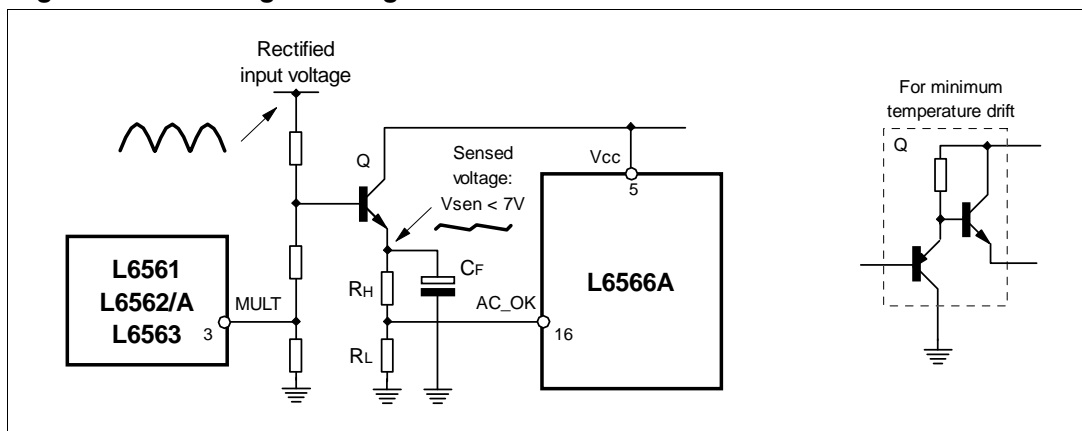 Rectified
input voltage
Q
Sensed
voltage:
Vsen < 7V
Vcc
5
L6561
L6562/A
L6563
MULT
3
RH
CF
RL
AC_OK
16
L6566A
For minimum
temperature drift
Q